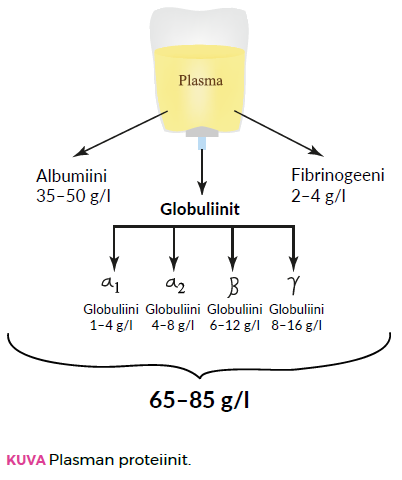 Plasma
Albumiini
35–50 g/l
Fibrinogeeni
2–4 g/l
Globuliinit
α1 α2 β γ
Globuliini Globuliini Globuliini Globuliini
1–4 g/l 4–8 g/l 6–12 g/l 8–16 g/l
65–85 g/l
KUVA Plasman proteiinit.